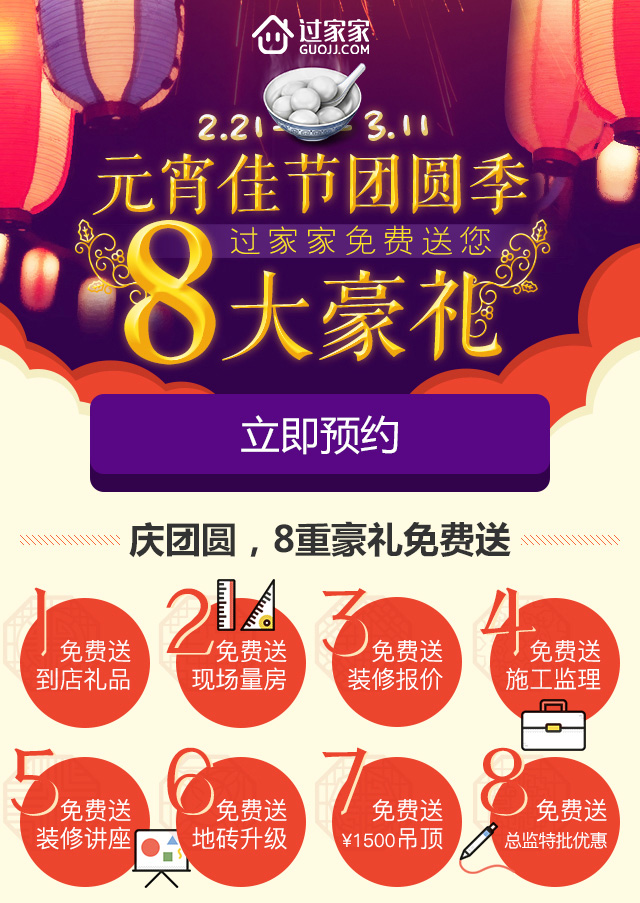 过家家
GUOJJ.COM
2.21 - 3.11
元宵佳节团圆季
过家家免费送您
8大豪礼
立即预约
庆团圆，8重豪礼免费送
1
免费送
到店礼品
2
免费送
现场量房
3
免费送
装修报价
4
免费送
施工监理
5
免费送
装修讲座
6
免费送
地砖升级
7
免费送
¥1500吊顶
8
免费送
总监特批优惠